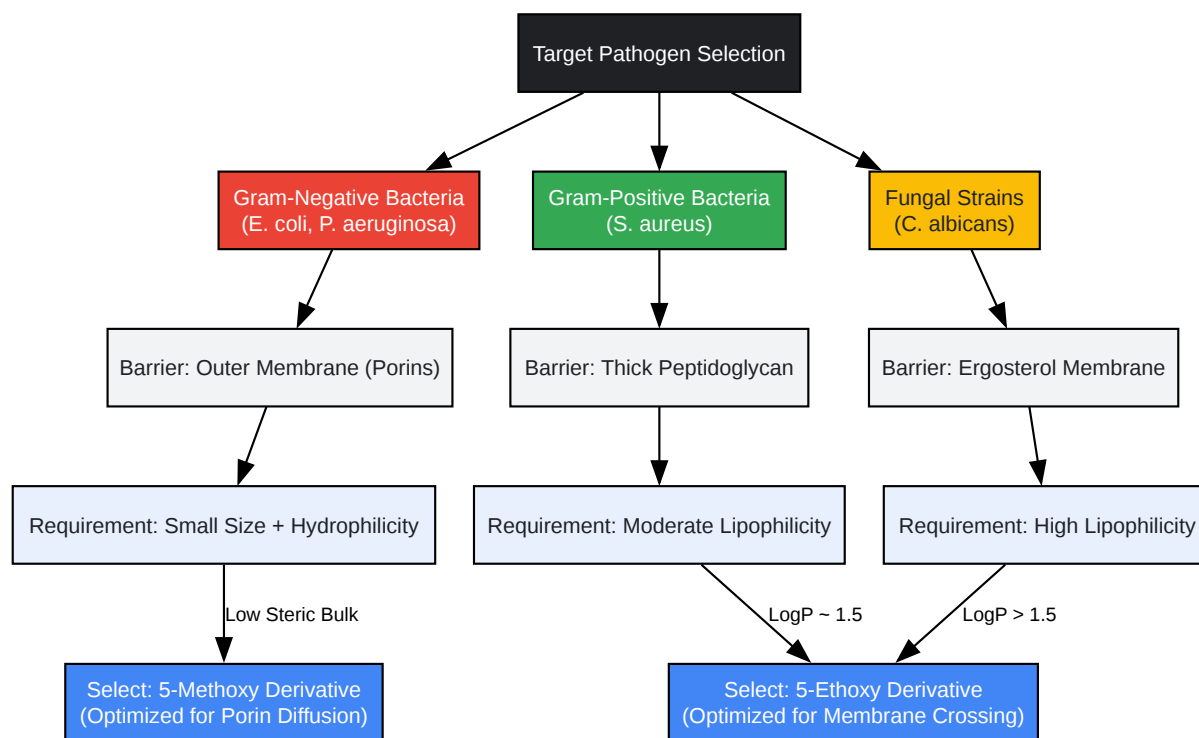 Target Pathogen Selection
Gram-Negative Bacteria
(E. coli, P. aeruginosa)
Gram-Positive Bacteria
(S. aureus)
Fungal Strains
(C. albicans)
Barrier: Outer Membrane (Porins)
Barrier: Thick Peptidoglycan
Barrier: Ergosterol Membrane
Requirement: Small Size + Hydrophilicity
Requirement: Moderate Lipophilicity
Requirement: High Lipophilicity
Low Steric Bulk
LogP ~ 1.5
LogP > 1.5
Select: 5-Methoxy Derivative
(Optimized for Porin Diffusion)
Select: 5-Ethoxy Derivative
(Optimized for Membrane Crossing)